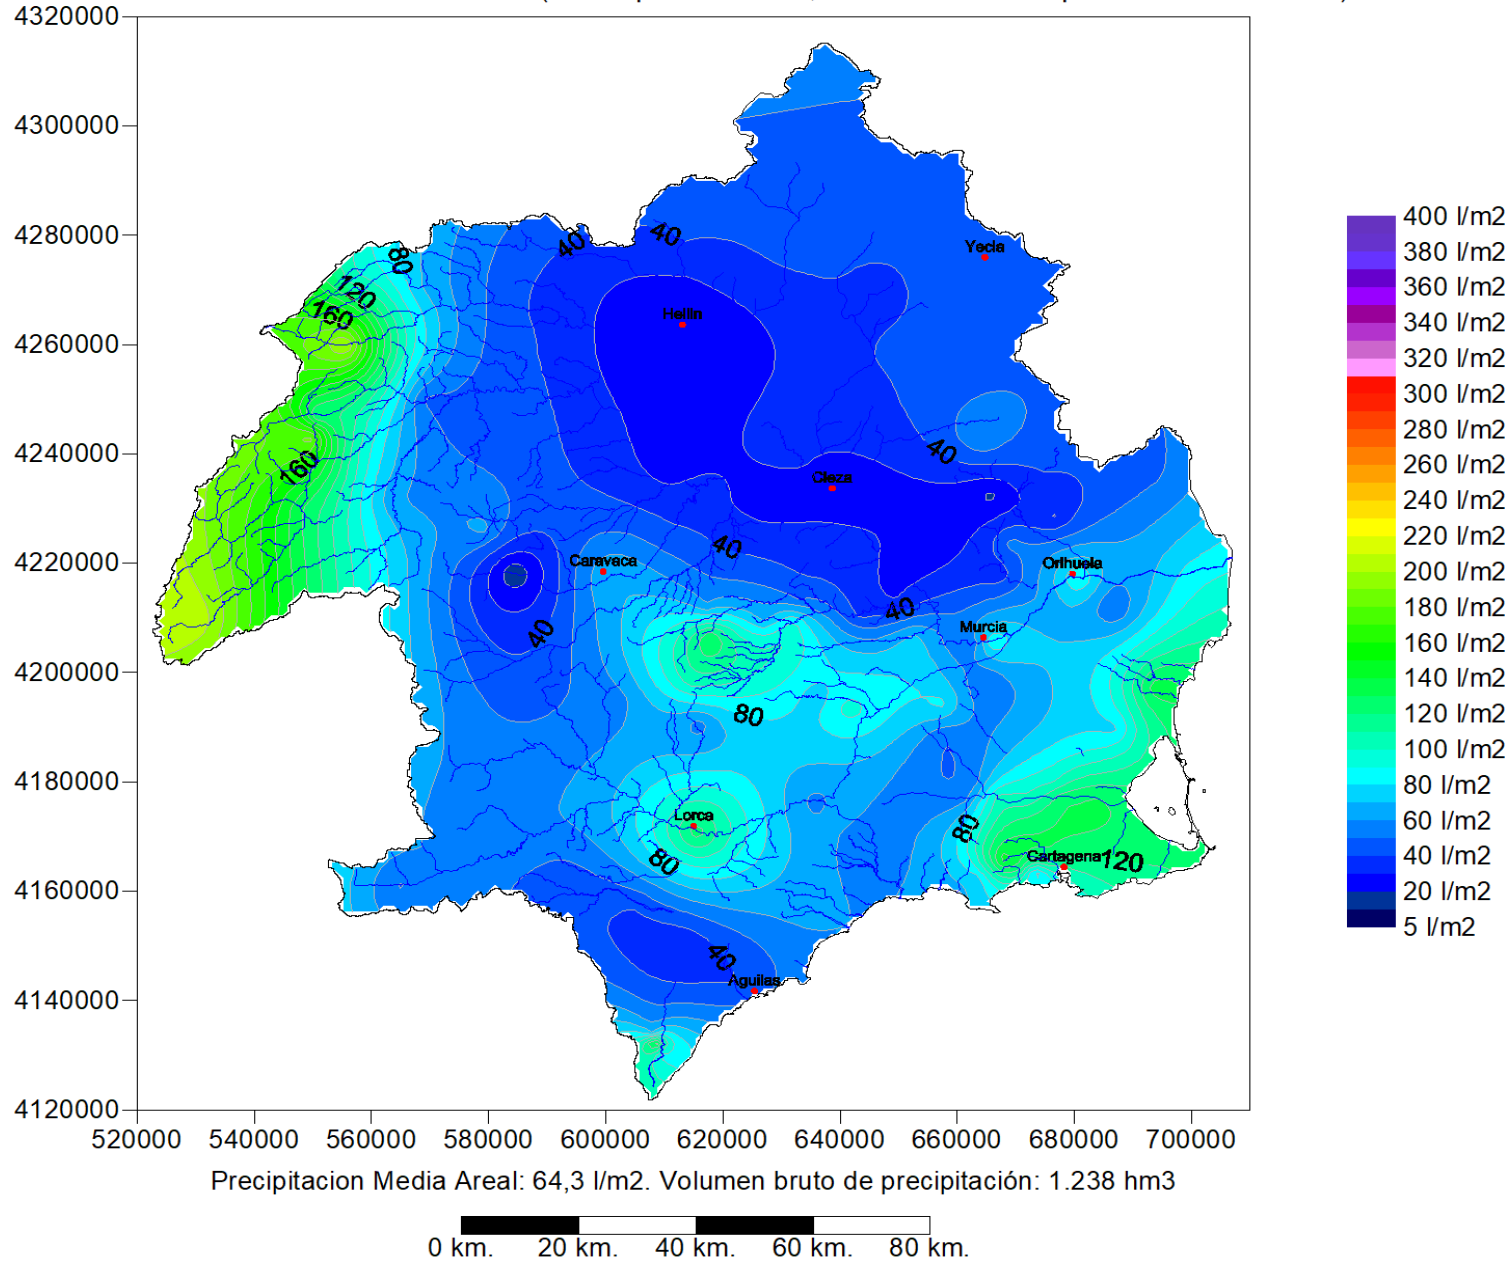 4320000
4300000
4280000
4260000
4240000
4220000
4200000
4180000
4160000
4140000
4120000
520000 540000 560000 580000 600000 620000 640000 660000 680000 700000
40
40
80
Yecla
120
160
Hellin
40
160
Cieza
40
Caravaca
Orihuela
40
40
Murcia
80
Lorca
80
80
Cartagena
120
40
Aguilas
400 l/m2
380 l/m2
360 l/m2
340 l/m2
320 l/m2
300 l/m2
280 l/m2
260 l/m2
240 l/m2
220 l/m2
200 l/m2
180 l/m2
160 l/m2
140 l/m2
120 l/m2
100 l/m2
80 l/m2
60 l/m2
40 l/m2
20 l/m2
5 l/m2
Precipitacion Media Areal: 64,3 l/m2. Volumen bruto de precipitación: 1.238 hm3
0 km. 20 km. 40 km. 60 km. 80 km.